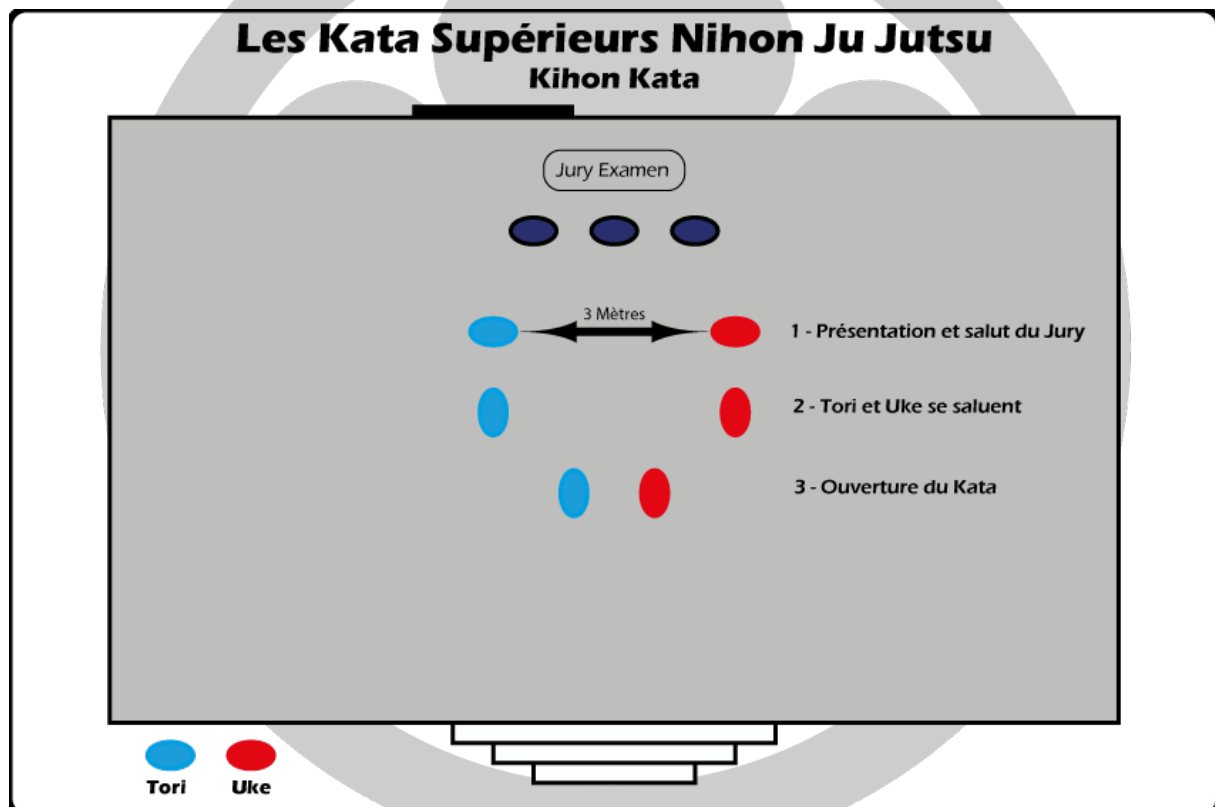 Les Kata Supérieurs Nihon Ju Jutsu
Kihon Kata
Jury Examen
3 Mètres
1 - Présentation et salut du Jury
2 - Tori et Uke se saluent
3 - Ouverture du Kata
Tori
Uke